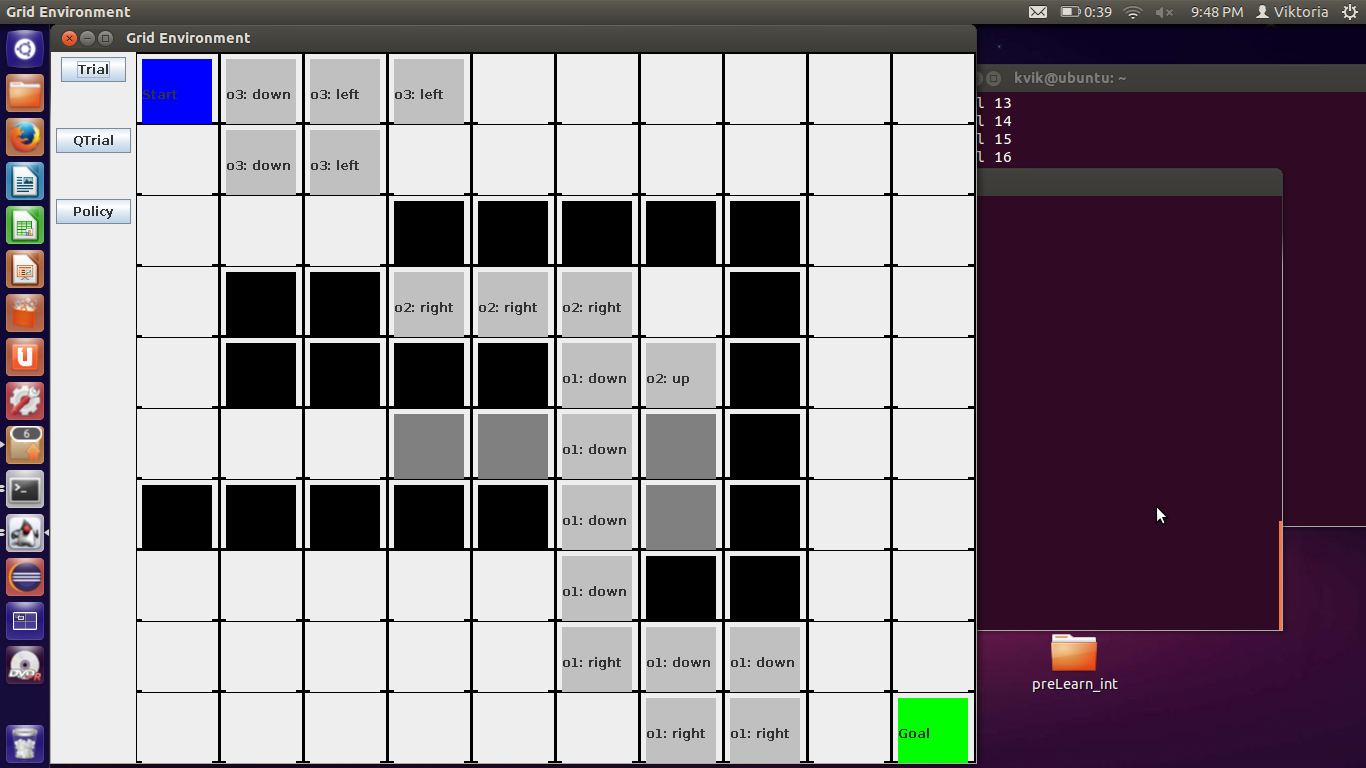 Grid Environment
0:39
9:48 PM
Viktoria
Grid Environment
kvik@ubuntu: ~
Trial
Start
o3: down
o3: left
o3: left
l 13
l 14
l 15
l 16
QTrial
o3: down
o3: left
Policy
o2: right
o2: right
o2: right
o1: down
o2: up
o1: down
6
o1: down
o1: down
o1: right
o1: down
o1: down
preLearn_int
o1: right
o1: right
Goal
DVD R